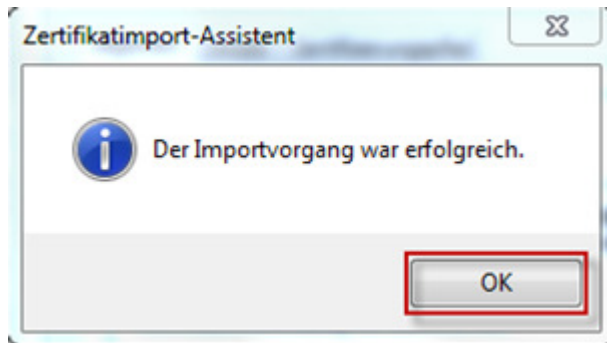 Zertifikatimport-Assistent
Der Importvorgang war erfolgreich.
OK